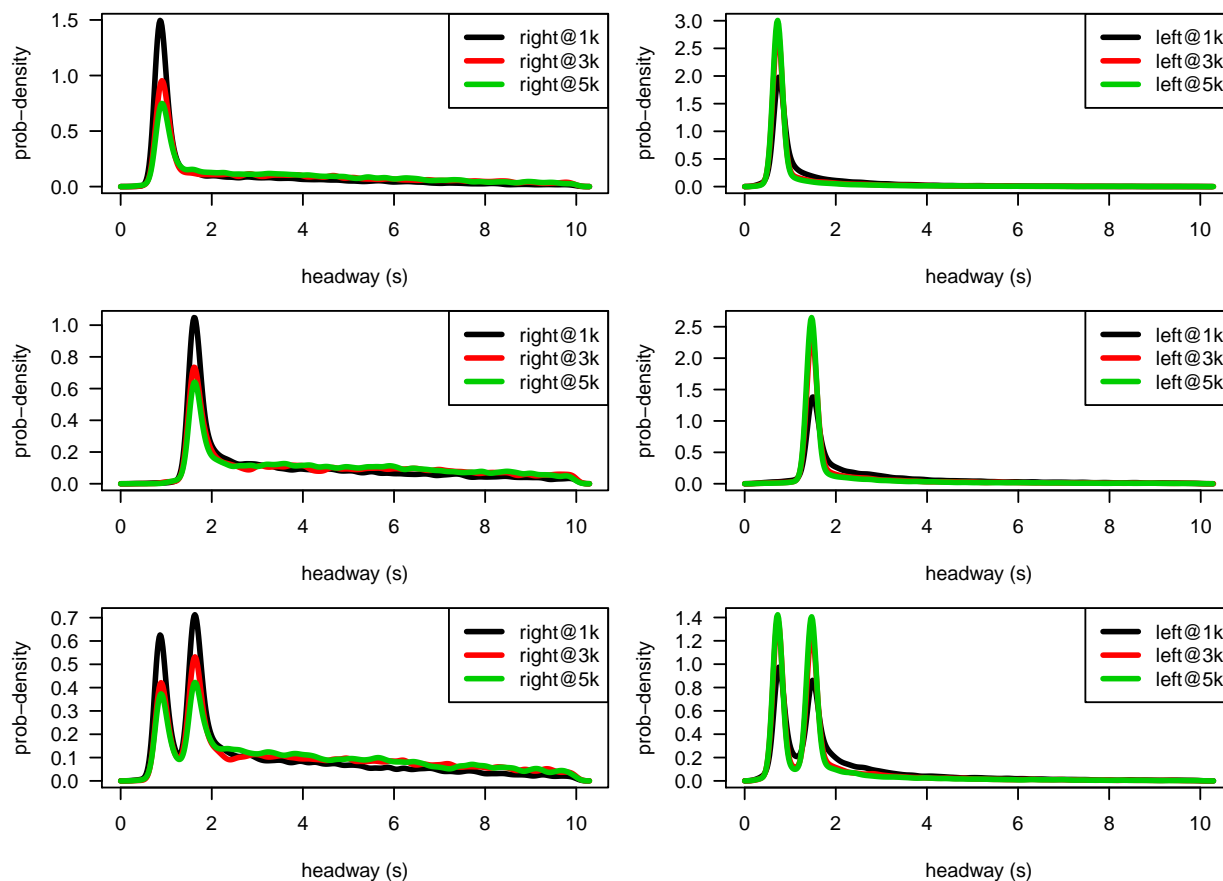 prob−density
1.5
1.0
0.5
0.0
right@1k
right@3k
right@5k
0 2 4 6 8 10
headway (s)
prob−density
3.0
2.5
2.0
1.5
1.0
0.5
0.0
left@1k
left@3k
left@5k
0 2 4 6 8 10
headway (s)
prob−density
1.0
0.8
0.6
0.4
0.2
0.0
right@1k
right@3k
right@5k
0 2 4 6 8 10
headway (s)
prob−density
2.5
2.0
1.5
1.0
0.5
0.0
left@1k
left@3k
left@5k
0 2 4 6 8 10
headway (s)
prob−density
0.7
0.6
0.5
0.4
0.3
0.2
0.1
0.0
right@1k
right@3k
right@5k
0 2 4 6 8 10
headway (s)
prob−density
1.4
1.2
1.0
0.8
0.6
0.4
0.2
0.0
left@1k
left@3k
left@5k
0 2 4 6 8 10
headway (s)